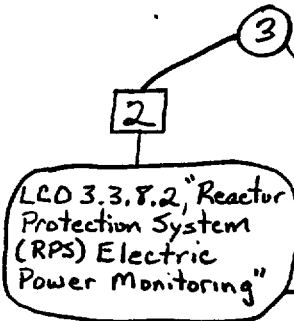 3
2
LCO 3.3.8.2, "Reactor
Protection System
(RPS) Electric
Power Monitoring"